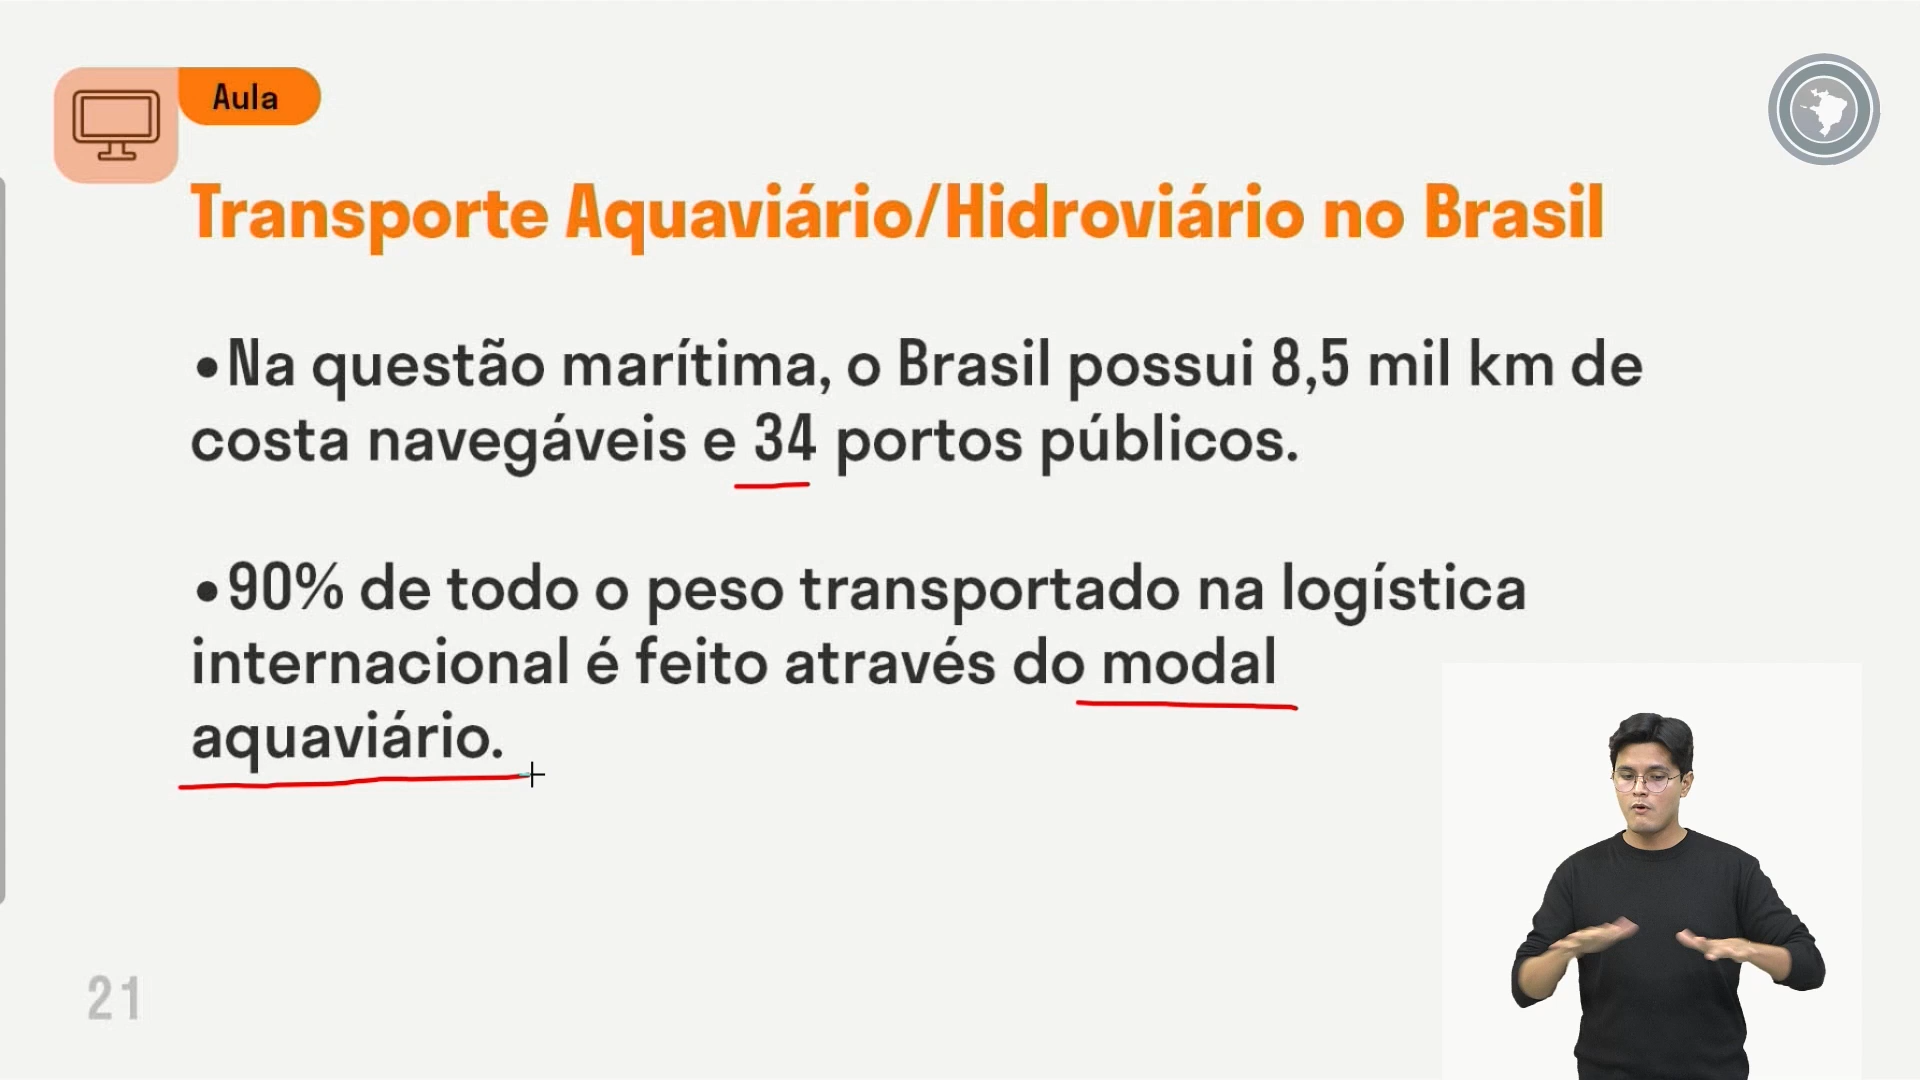 Aula
Transporte Aquaviário/Hidroviário no Brasil
•Na questão marítima, o Brasil possui 8,5 mil km de
costa navegáveis e 34 portos públicos.
•90% de todo o peso transportado na logística
internacional é feito através do modal
aquaviário.
21